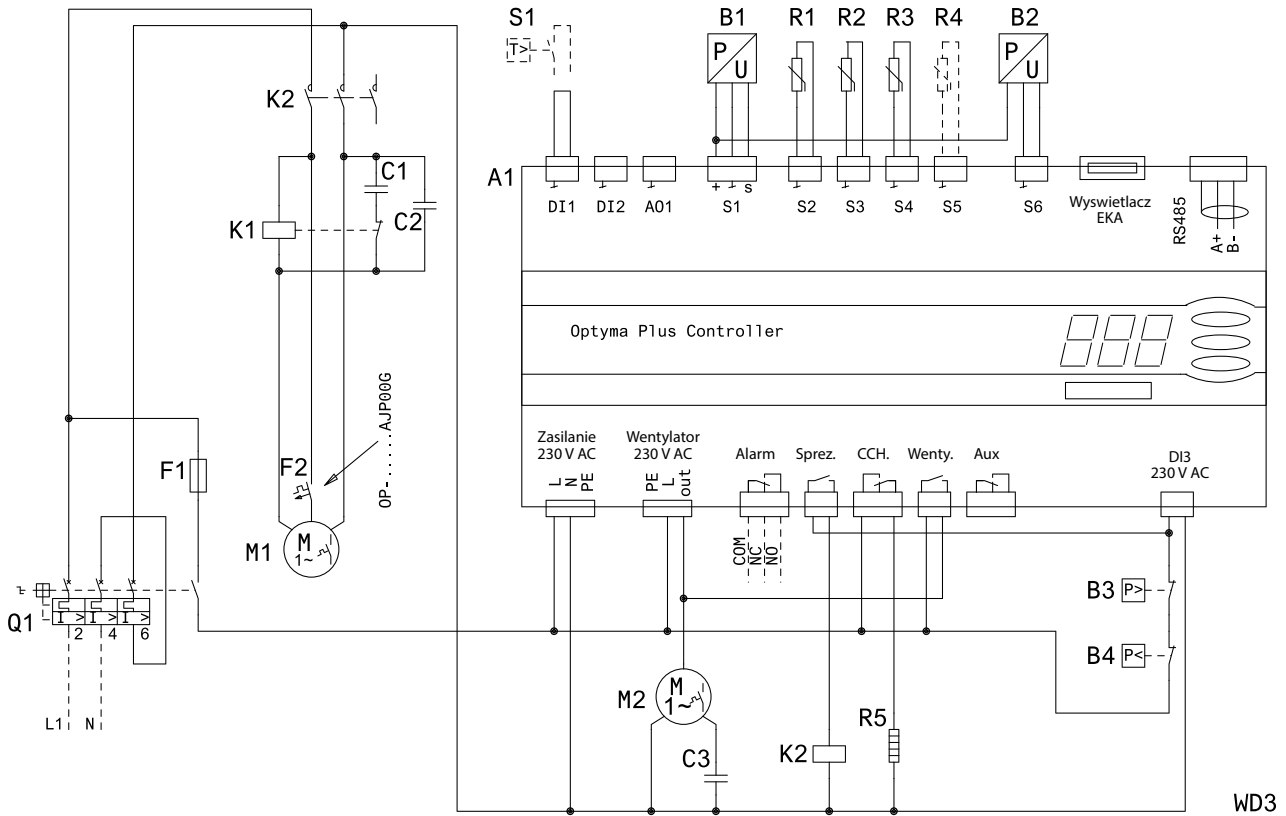 S1
B1
R1
R2
R3
R4
B2
T>
P
U
P
U
K2
A1
C1
C2
K1
+
s
DI1
DI2
AO1
S1
S2
S3
S4
S5
S6
Wyswietlacz
EKA
RS485
A+
B-
Optyma Plus Controller
OP-......AJP00G
Zasilanie
230 V AC
Wentylator
230 V AC
Alarm
Sprez.
CCH.
Wenty.
Aux
DI3
230 V AC
L
N
PE
PE
L
out
COM
NC
NO
F1
F2
M1
M
1~
Q1
I >
I >
I >
2
4
6
L1
N
B3
P>
B4
P<
M2
M
1~
C3
K2
R5
WD3